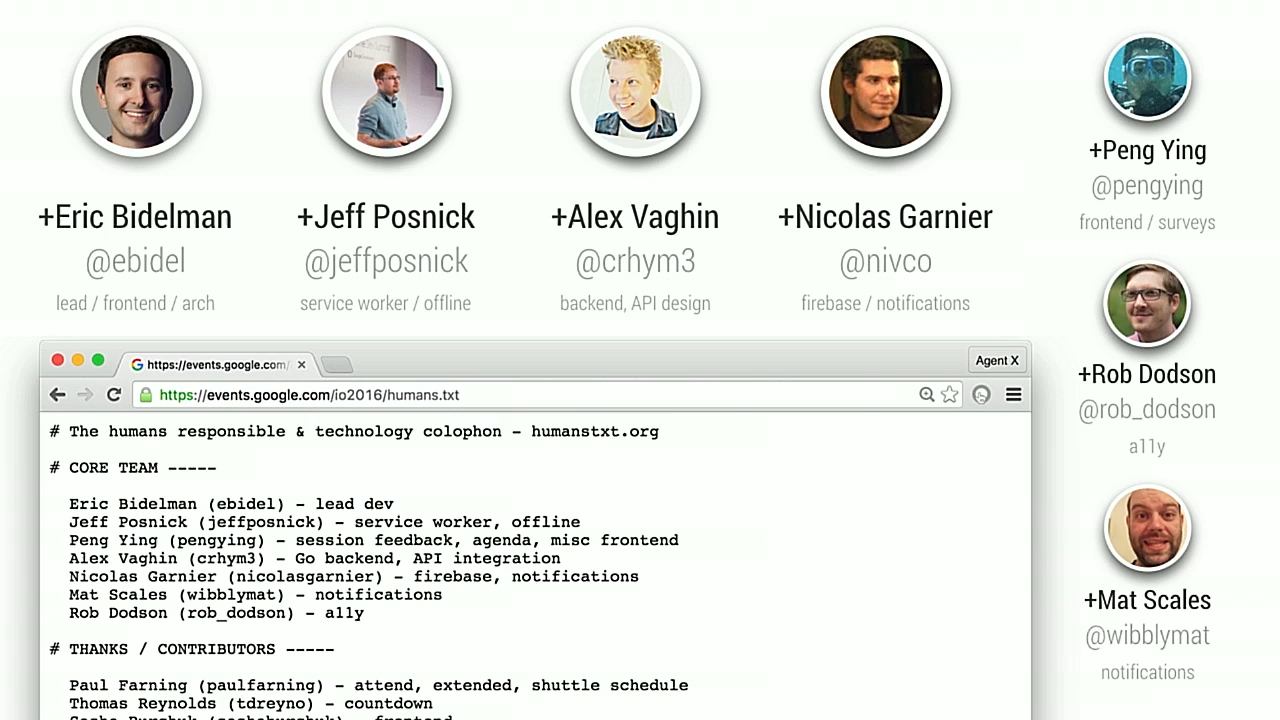 +Eric Bidelman
@ebidel
lead / frontend / arch
+Jeff Posnick
@jeffposnick
service worker / offline
+Alex Vaghin
@crhym3
backend, API design
+Nicolas Garnier
@nivco
firebase / notifications
+Peng Ying
@pengying
frontend / surveys
+Rob Dodson
@rob_dodson
a11y
+Mat Scales
@wibblymat
notifications
https://events.google.com/
Agent X
https://events.google.com/io2016/humans.txt
# The humans responsible & technology colophon - humanstxt.org
# CORE TEAM -----
Eric Bidelman (ebidel) - lead dev
Jeff Posnick (jeffposnick) - service worker, offline
Peng Ying (pengying) - session feedback, agenda, misc frontend
Alex Vaghin (crhym3) - Go backend, API integration
Nicolas Garnier (nicolasgarnier) - firebase, notifications
Mat Scales (wibblymat) - notifications
Rob Dodson (rob_dodson) - a11y
# THANKS / CONTRIBUTORS -----
Paul Farning (paulfarning) - attend, extended, shuttle schedule
Thomas Reynolds (tdreyno) - countdown